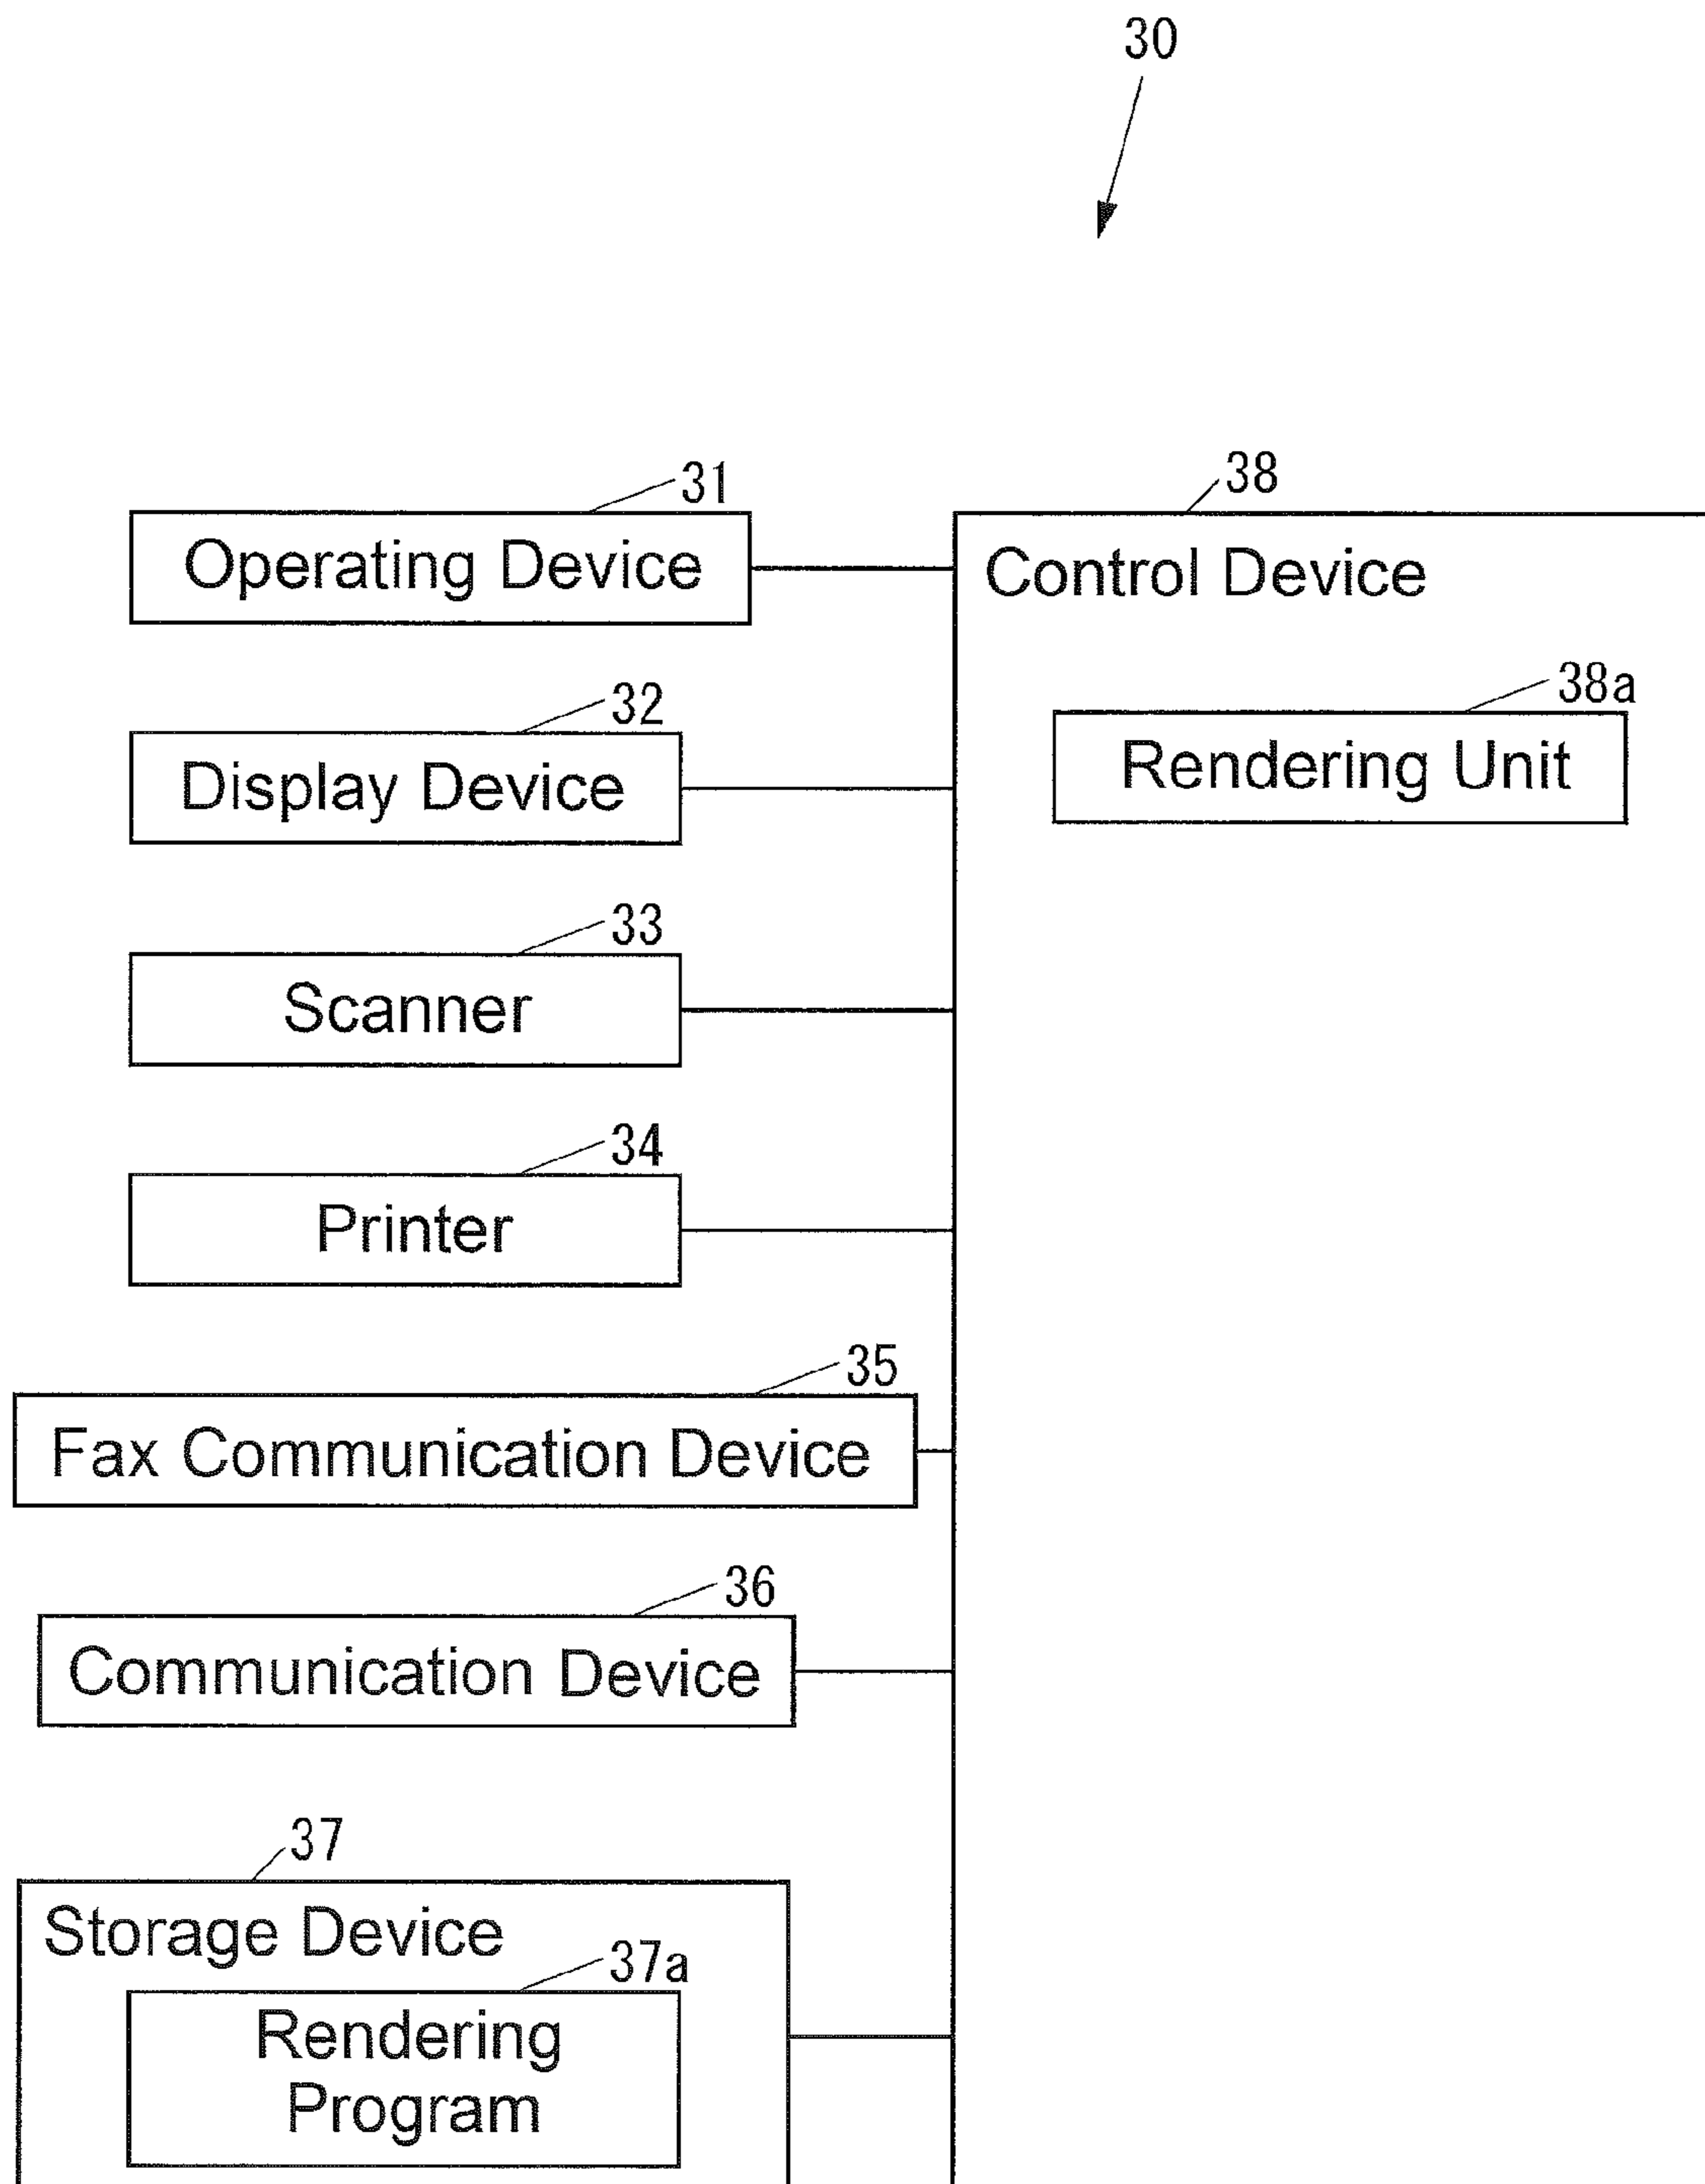 30
31
Operating Device
38
Control Device
38a
Rendering Unit
32
Display Device
33
Scanner
34
Printer
35
Fax Communication Device
36
Communication Device
37
Storage Device
37a
Rendering
Program